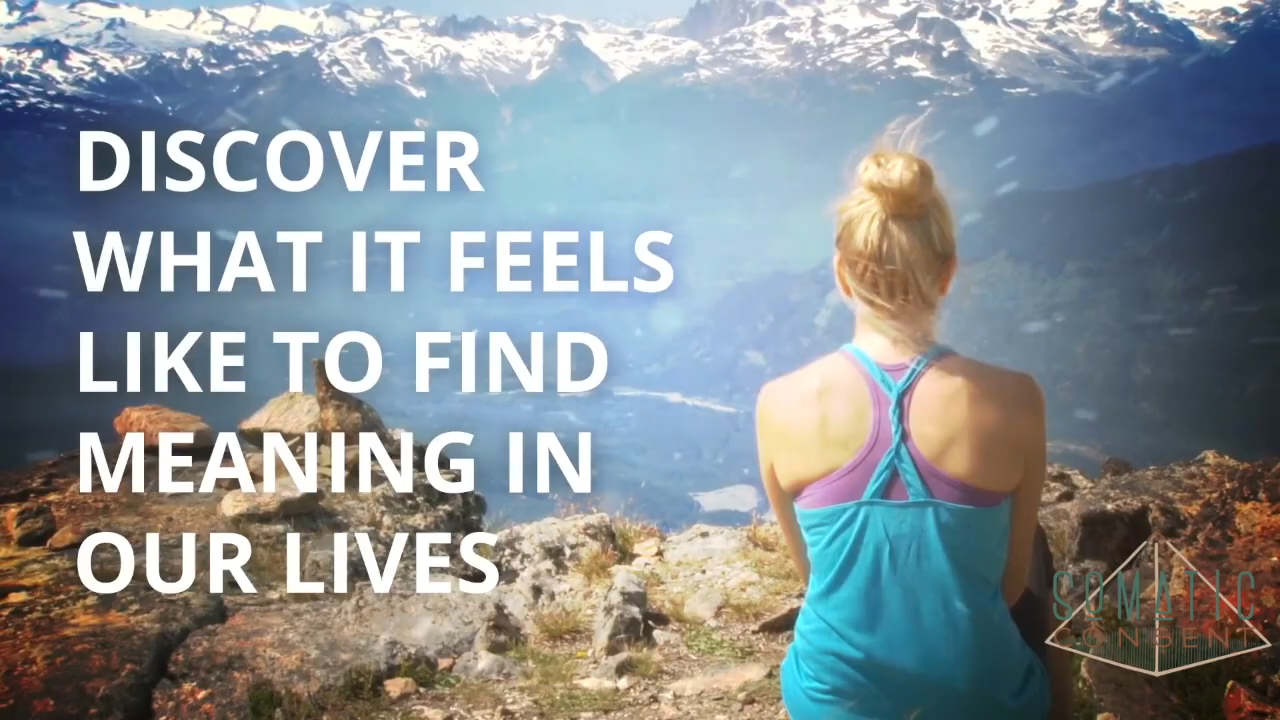 DISCOVER
WHAT IT FEELS
LIKE TO FIND
MEANING IN
OUR LIVES
SOMATIC
CONSENT